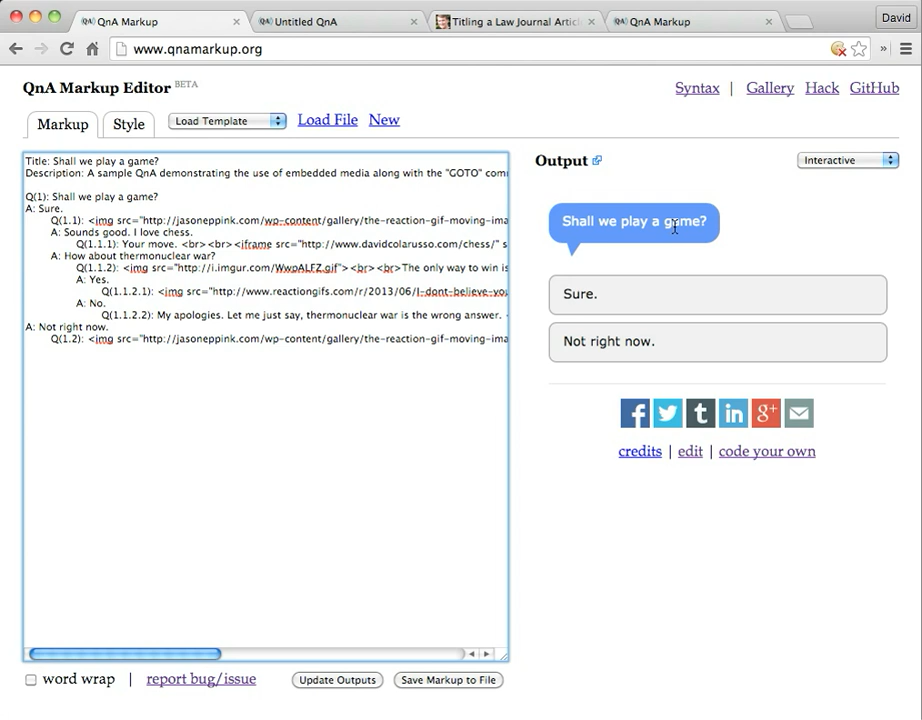 QnA Markup
Untitled QnA
Titling a Law Journal Artic
QnA Markup
David
www.qnamarkup.org
QnA Markup Editor BETA
Syntax | Gallery Hack GitHub
Markup Style Load Template Load File New
Title: Shall we play a game?
Description: A sample QnA demonstrating the use of embedded media along with the "GOTO" com
Q(1): Shall we play a game?
A: Sure.
Q(1.1): <img src="http://jasoneppink.com/wp-content/gallery/the-reaction-gif-moving-ima
A: Sounds good. I love chess.
Q(1.1.1): Your move. <br><br><iframe src="http://www.davidcolarusso.com/chess/" s
A: How about thermonuclear war?
Q(1.1.2): <img src="http://i.imgur.com/WwpALFZ.gif"><br><br>The only way to win is
A: Yes.
Q(1.1.2.1): <img src="http://www.reactiongifs.com/r/2013/06/I-dont-believe-you
A: No.
Q(1.1.2.2): My apologies. Let me just say, thermonuclear war is the wrong answer.
A: Not right now.
Q(1.2): <img src="http://jasoneppink.com/wp-content/gallery/the-reaction-gif-moving-ima
Output
Interactive
Shall we play a game?
Sure.
Not right now.
credits | edit | code your own
word wrap | report bug/issue
Update Outputs
Save Markup to File